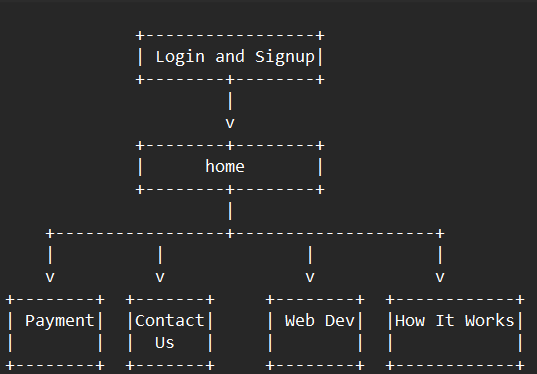 Login and Signup
home
Payment
Contact Us
Web Dev
How It Works